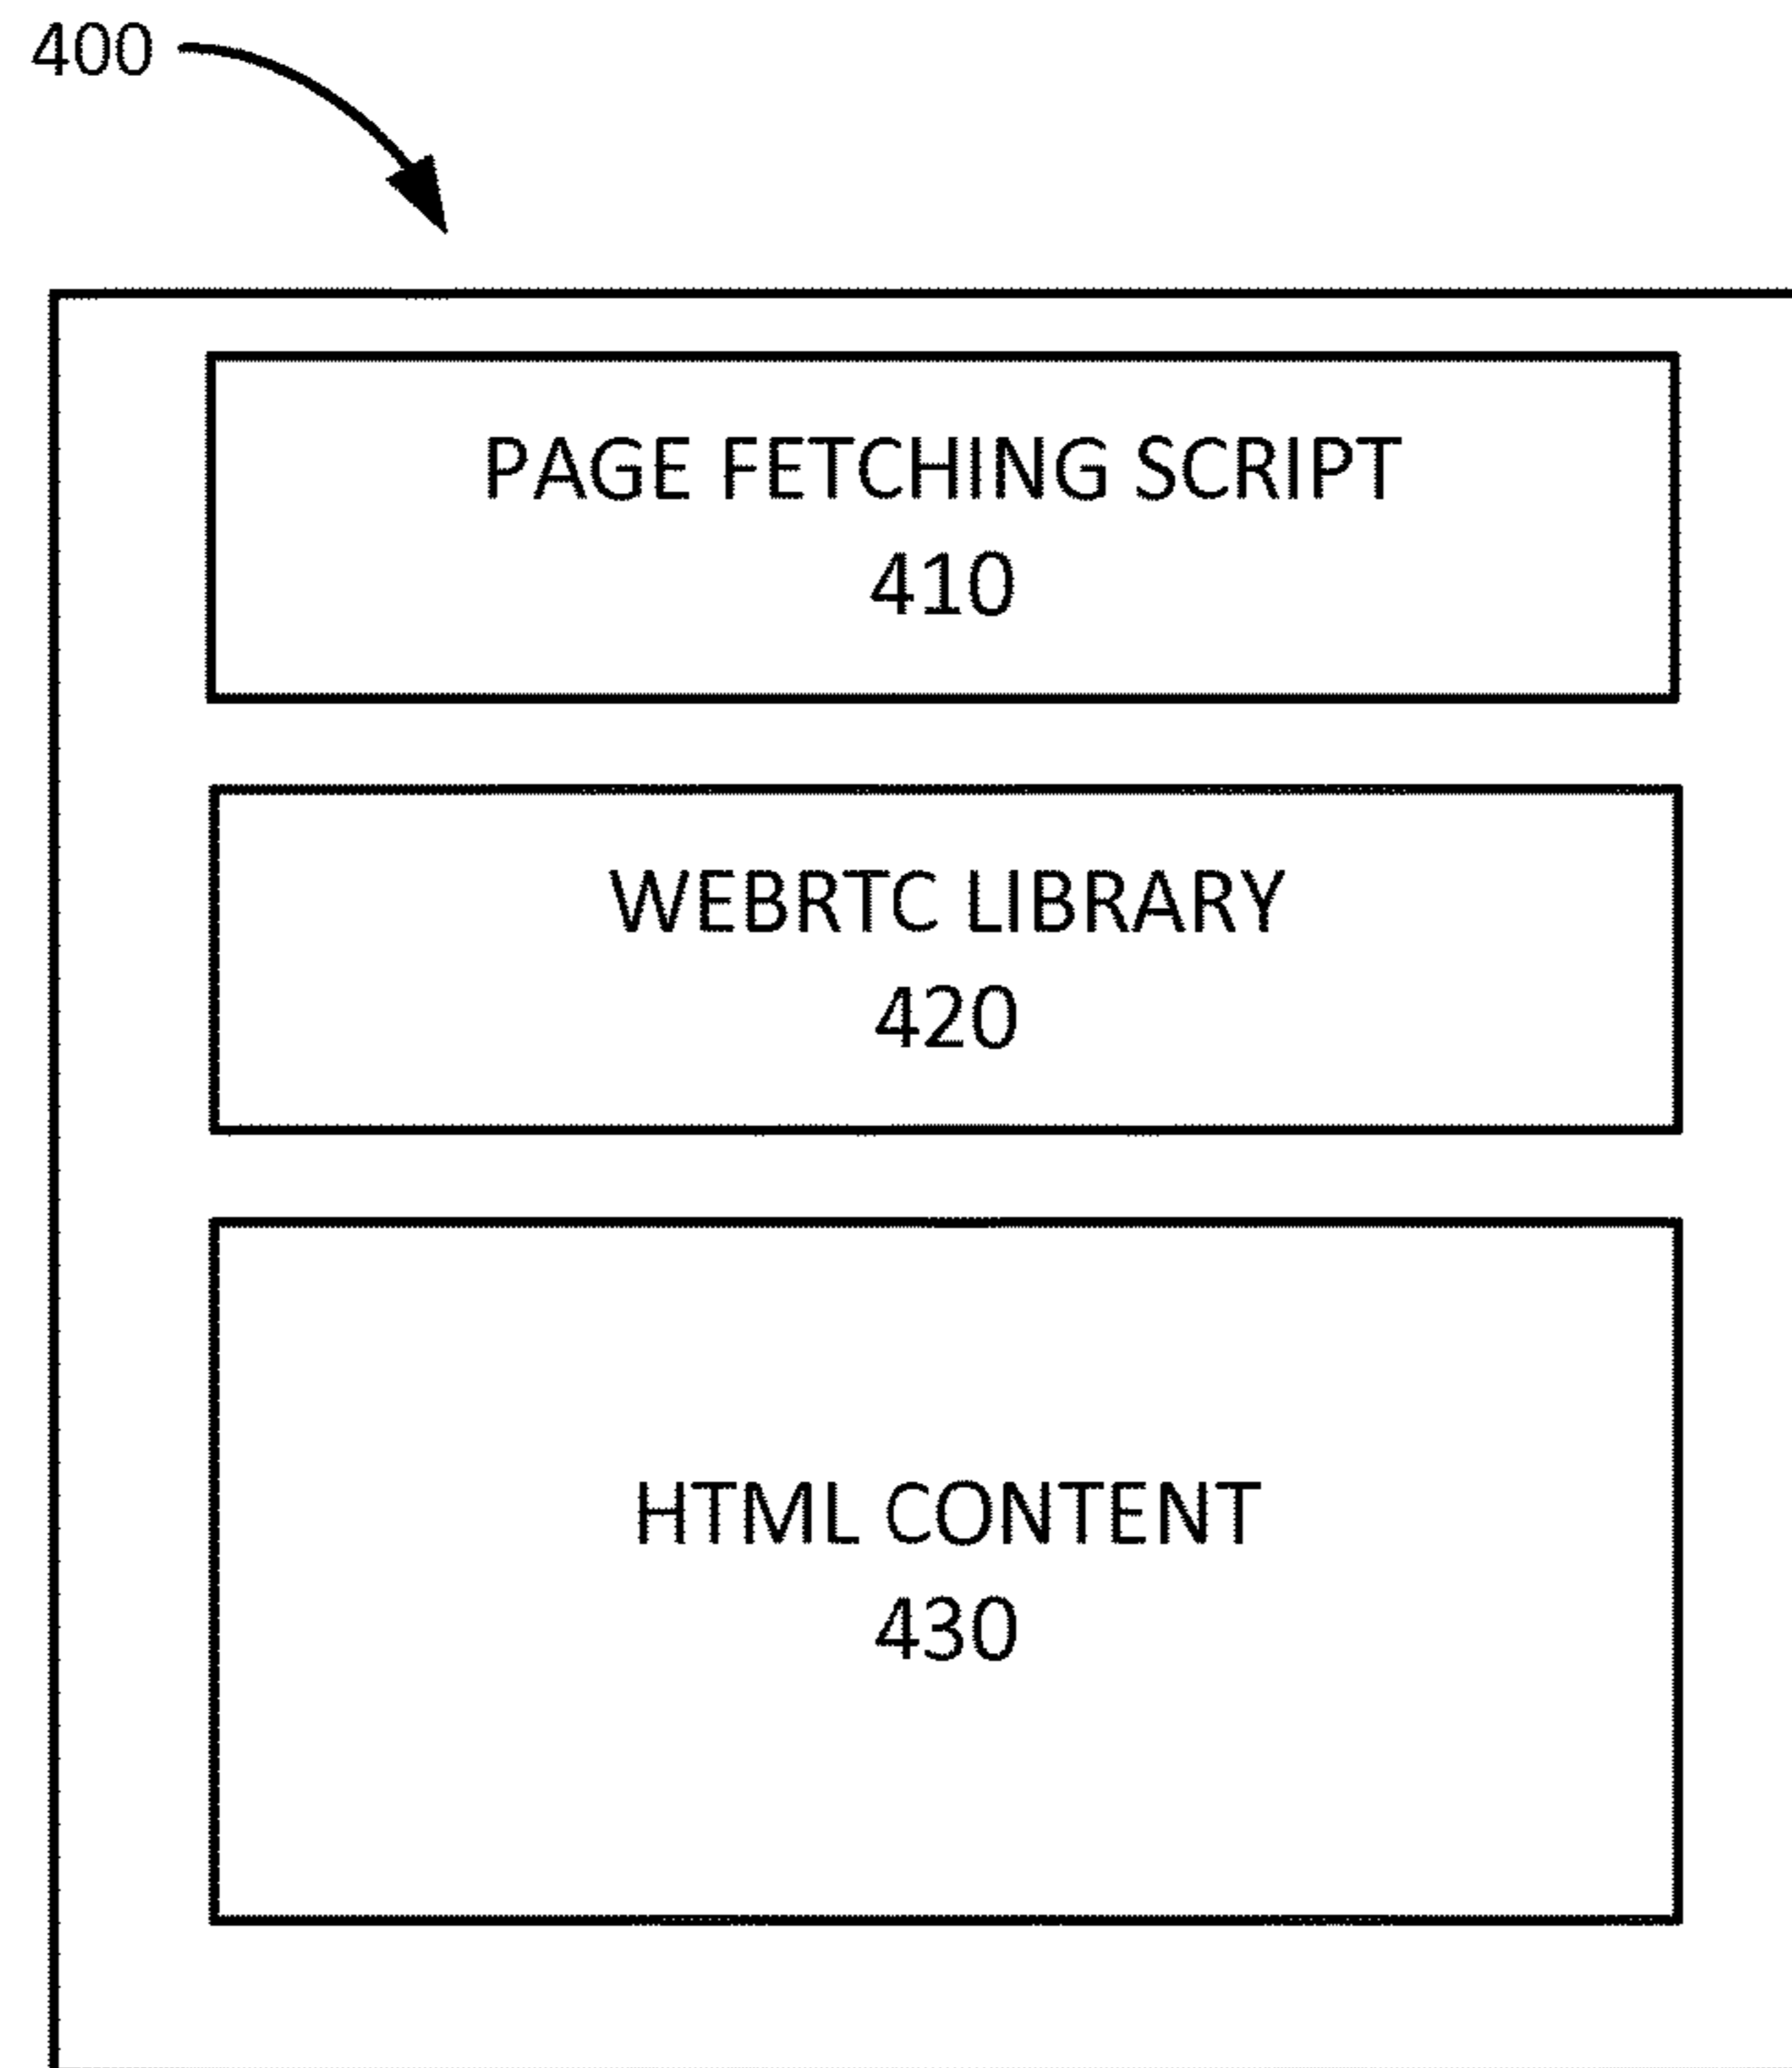 400
PAGE FETCHING SCRIPT
410
WEBRTC LIBRARY
420
HTML CONTENT
430